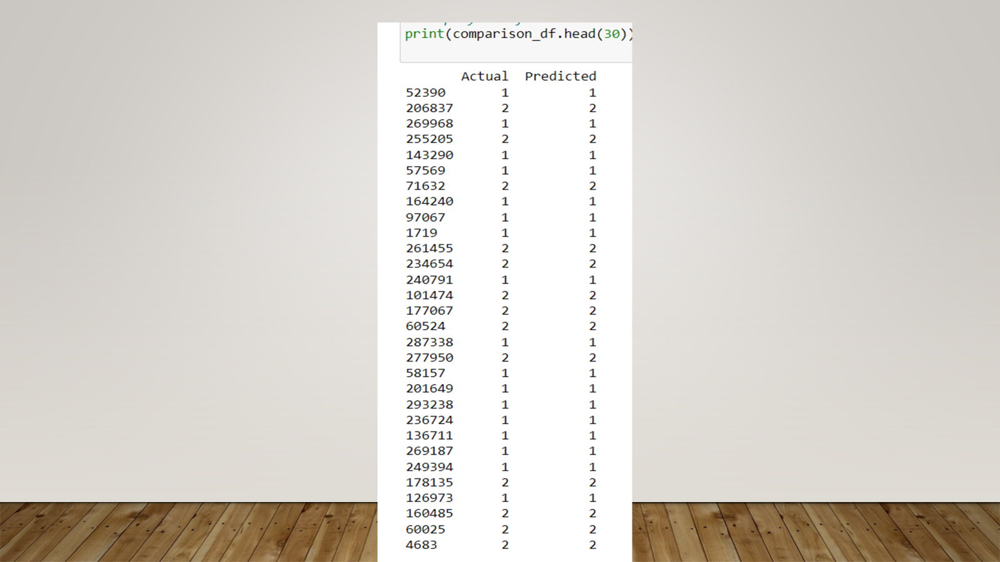 print(comparison_df.head(30))
Actual Predicted
52390 1 1
206837 2 2
269968 1 1
255205 2 2
143290 1 1
57569 1 1
71632 2 2
164240 1 1
97067 1 1
1719 1 1
261455 2 2
234654 2 2
240791 1 1
101474 2 2
177067 2 2
60524 2 2
287338 1 1
277950 2 2
58157 1 1
201649 1 1
293238 1 1
236724 1 1
136711 1 1
269187 1 1
249394 1 1
178135 2 2
126973 1 1
160485 2 2
60025 2 2
4683 2 2